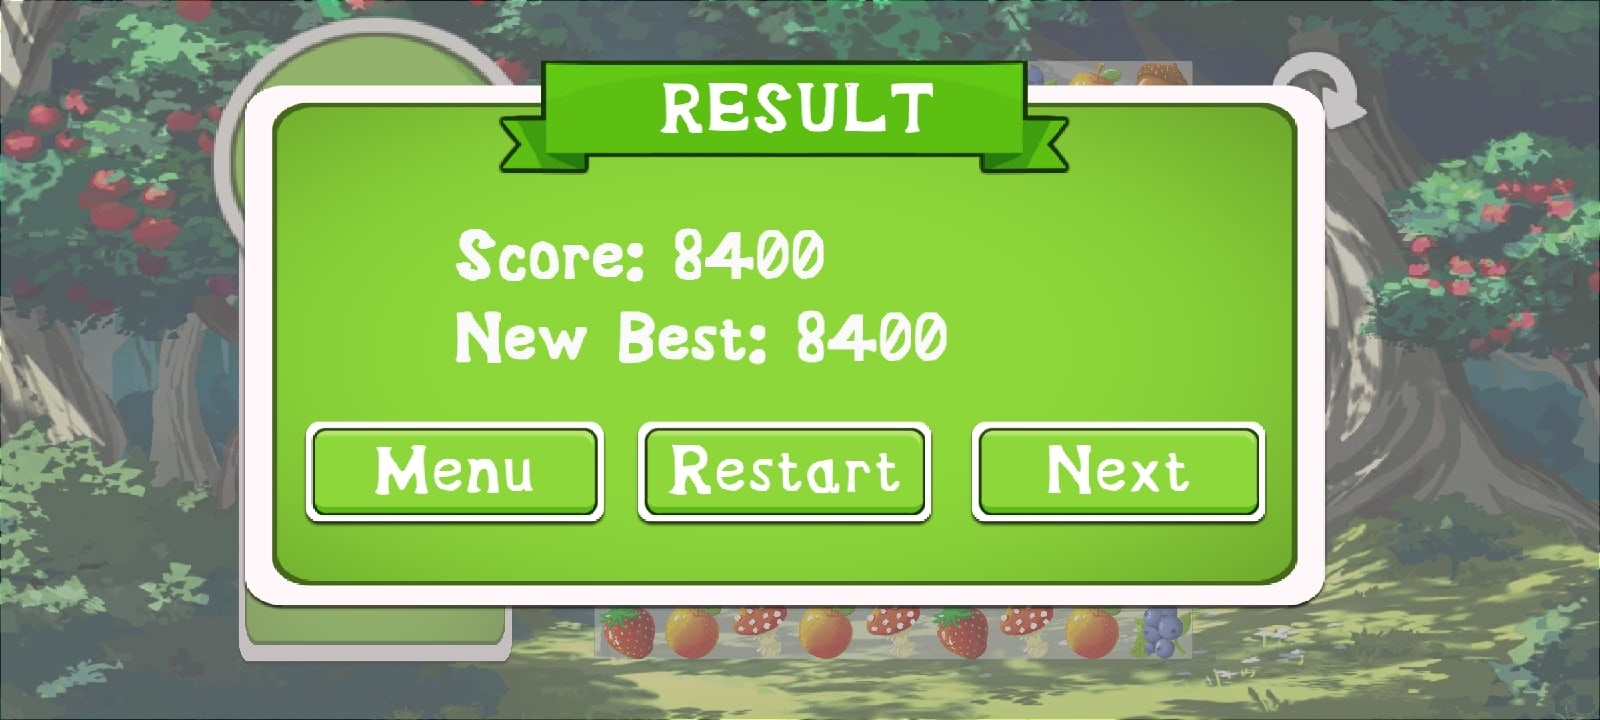 RESULT
Score: 8400
New Best: 8400
Menu Restart Next